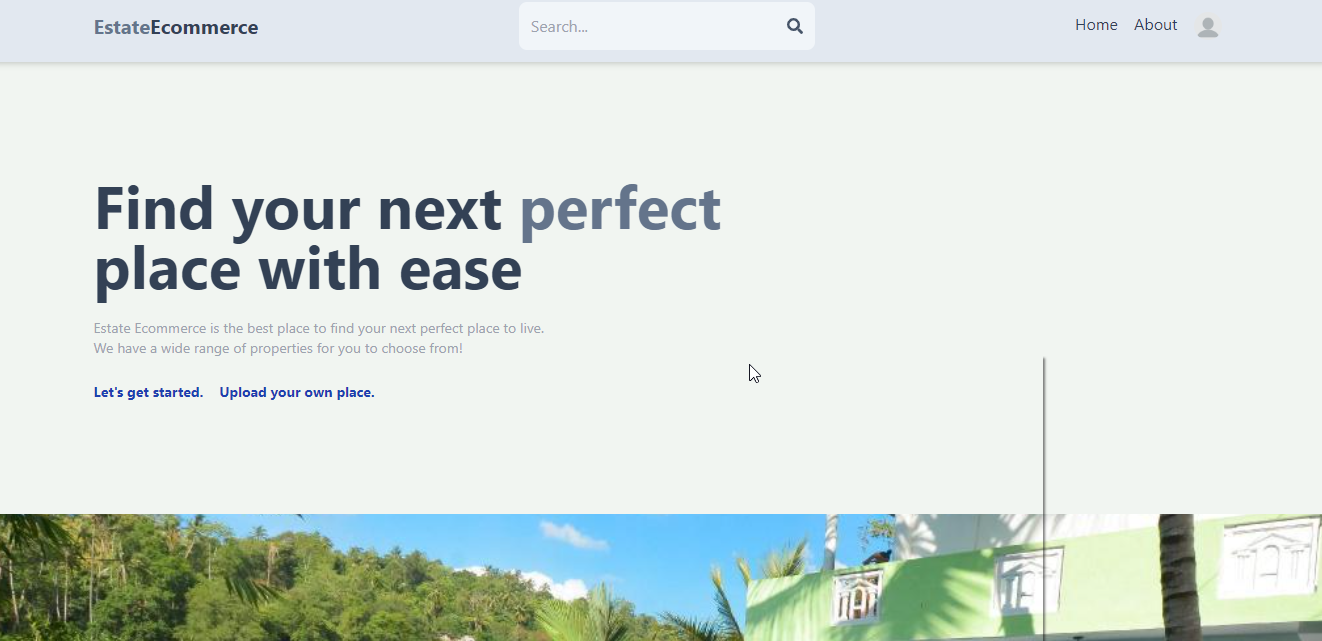 EstateEcommerce
Search...
Home About
Find your next perfect
place with ease
Estate Ecommerce is the best place to find your next perfect place to live.
We have a wide range of properties for you to choose from!
Let's get started. Upload your own place.